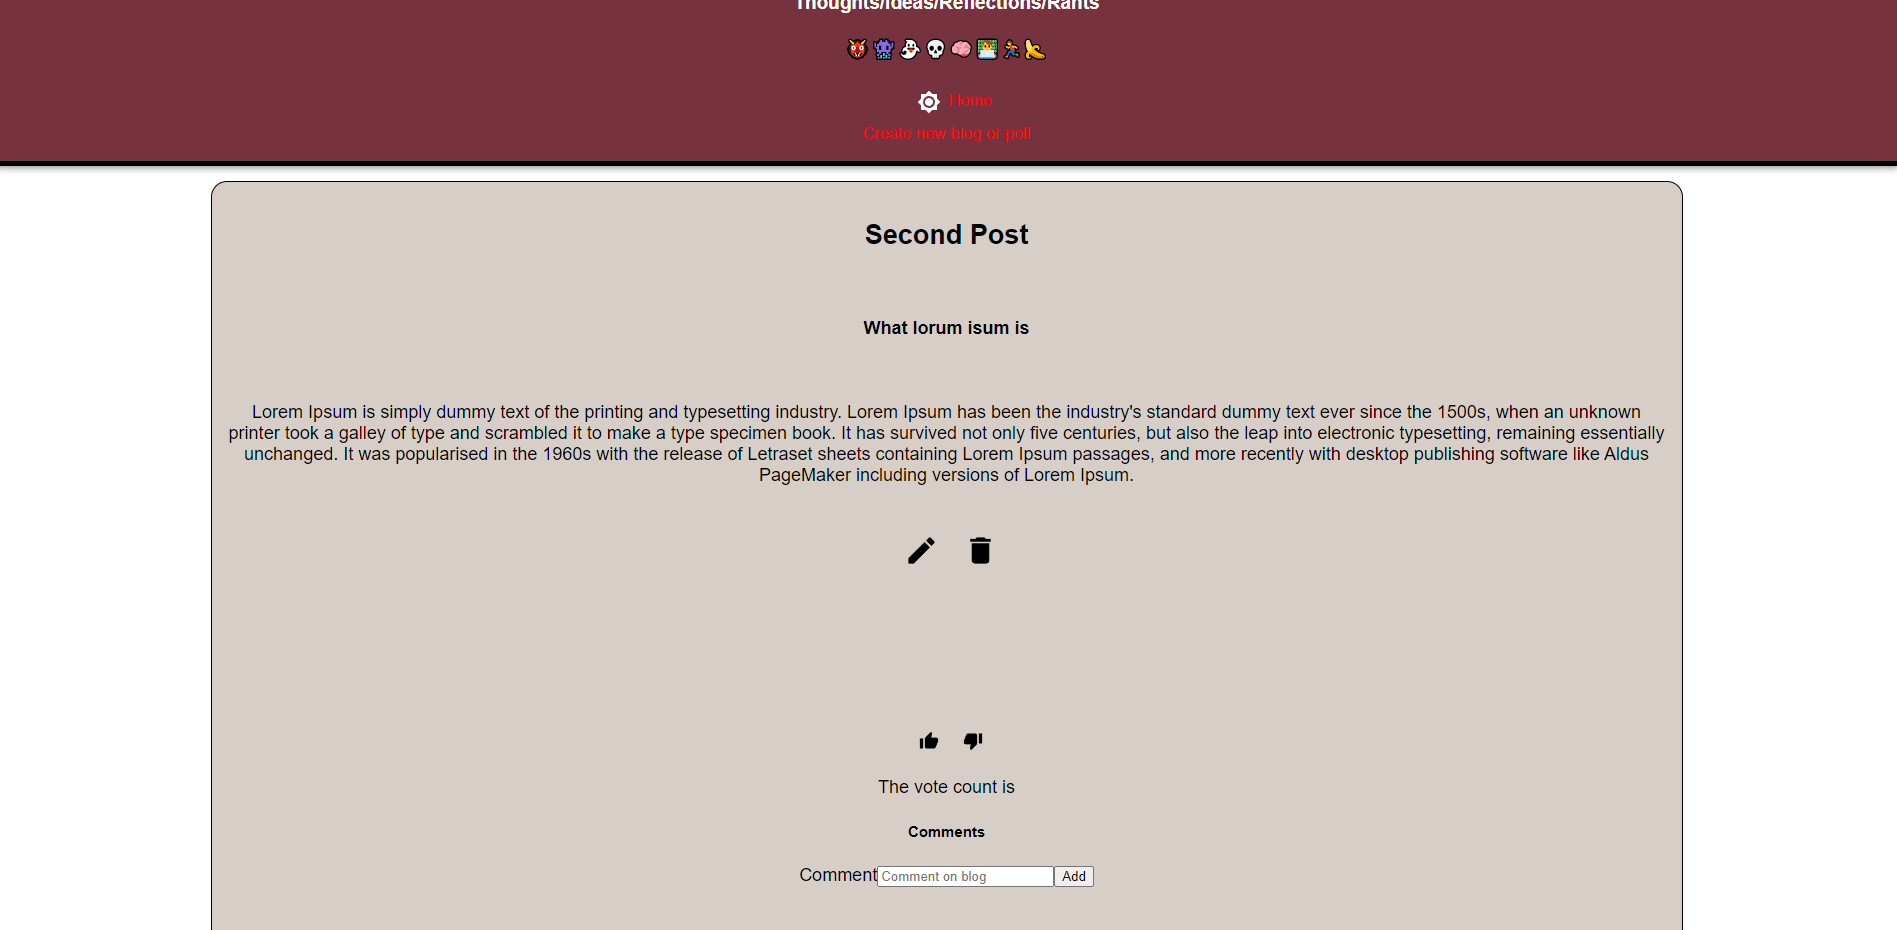 Thoughts/Ideas/Reflections/Rants
Home
Create new blog or poll
Second Post
What lorum isum is
Lorem Ipsum is simply dummy text of the printing and typesetting industry. Lorem Ipsum has been the industry's standard dummy text ever since the 1500s, when an unknown
printer took a galley of type and scrambled it to make a type specimen book. It has survived not only five centuries, but also the leap into electronic typesetting, remaining essentially
unchanged. It was popularised in the 1960s with the release of Letraset sheets containing Lorem Ipsum passages, and more recently with desktop publishing software like Aldus
PageMaker including versions of Lorem Ipsum.
The vote count is
Comments
Comment Comment on blog Add